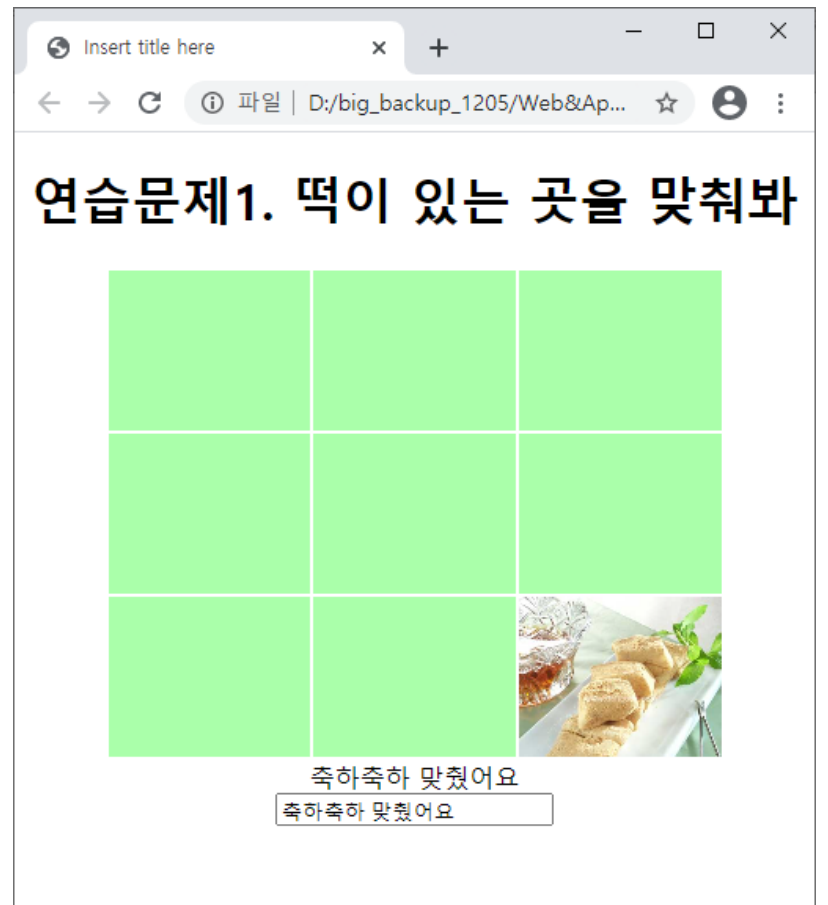 Insert title here
파일 | D:/big_backup_1205/Web&Ap...
연습문제1. 떡이 있는 곳을 맞춰봐
축하축하 맞췄어요
축하축하 맞췄어요